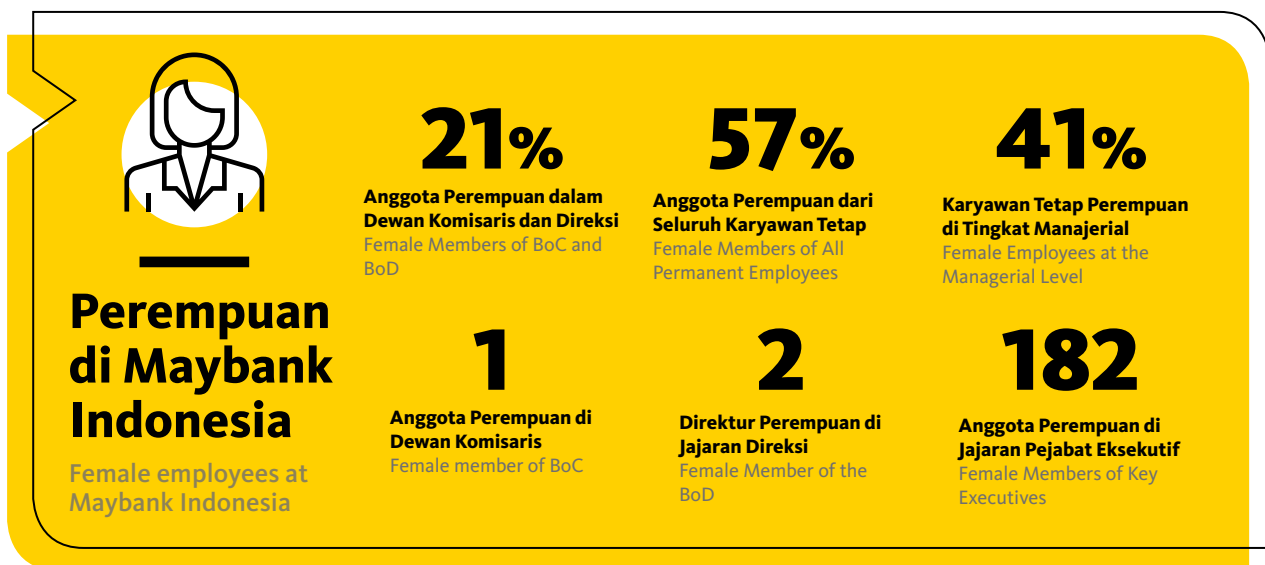 Perempuan
di Maybank
Indonesia
Female employees at
Maybank Indonesia
21%
Anggota Perempuan dalam
Dewan Komisaris dan Direksi
Female Members of BoC and
BoD
57%
Anggota Perempuan dari
Seluruh Karyawan Tetap
Female Members of All
Permanent Employees
41%
Karyawan Tetap Perempuan
di Tingkat Manajerial
Female Employees at the
Managerial Level
1
Anggota Perempuan di
Dewan Komisaris
Female member of BoC
2
Direktur Perempuan di
Jajaran Direksi
Female Member of the
BoD
182
Anggota Perempuan di
Jajaran Pejabat Eksekutif
Female Members of Key
Executives